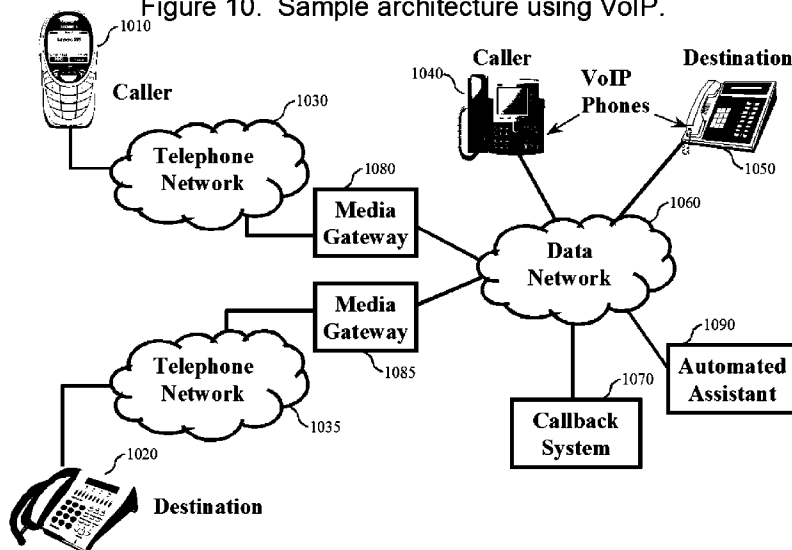 Figure 10. Sample architecture using VoIP.
1010
Caller
1030
Telephone
Network
1080
Media
Gateway
Caller
1040
VoIP
Phones
Destination
1050
1060
Data
Network
Media
Gateway
1085
Telephone
Network
1035
1090
Automated
Assistant
1070
Callback
System
1020
Destination